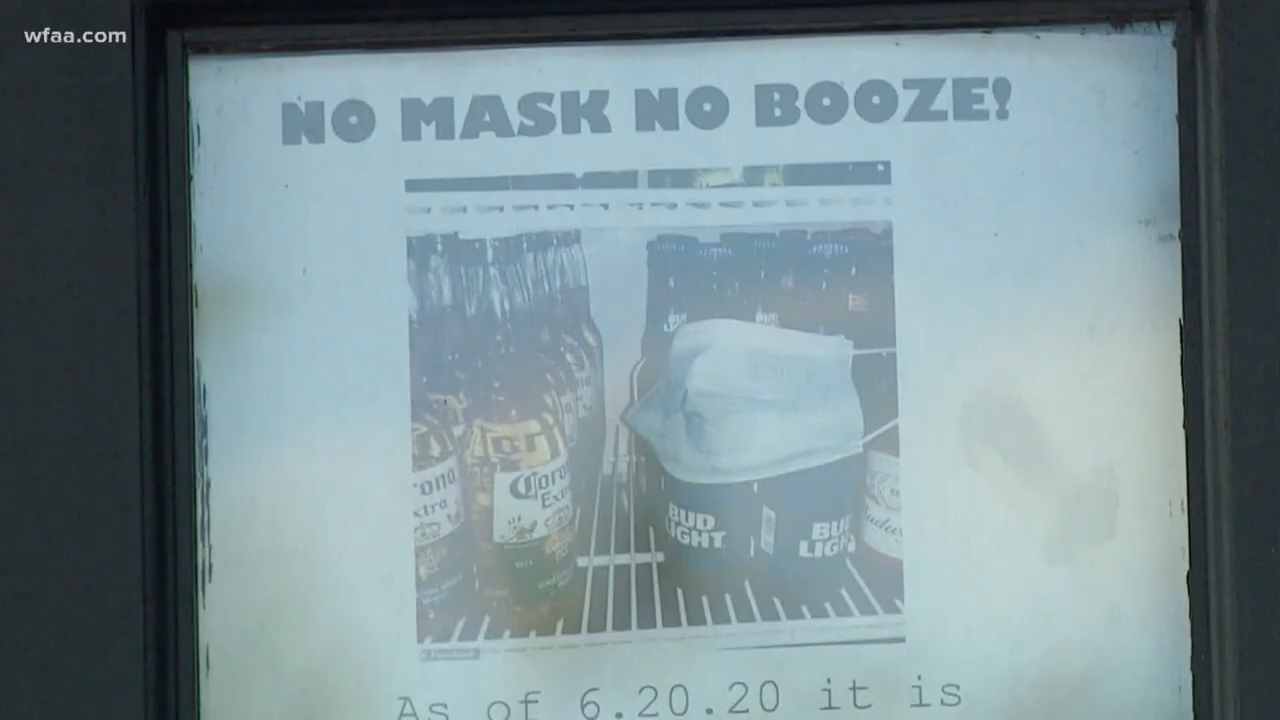 wfaa.com
NO MASK NO BOOZE!
Corona
Extra
BUD
LIGHT
BUD
LIGHT
As of 6.20.20 it is